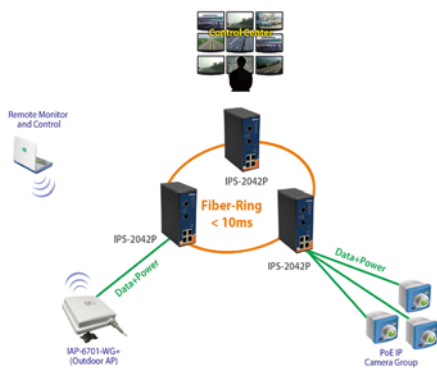 Control Center
Remote Monitor
and Control
IPS-2042P
Fiber-Ring
< 10ms
IPS-2042P
IPS-2042P
Data+Power
Data+Power
IAP-6701-WG+
(Outdoor AP)
PoE IP
Camera Group